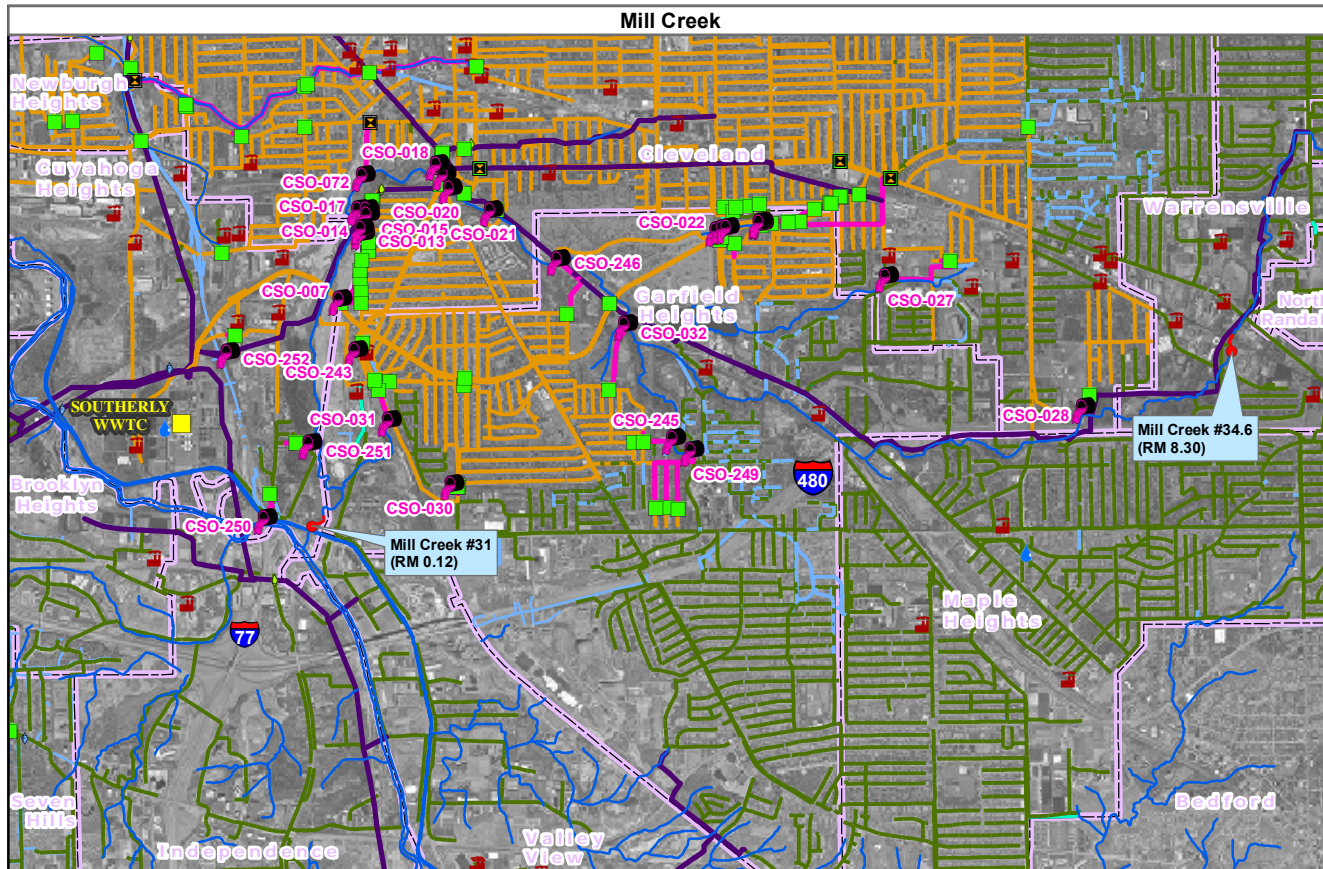 Mill Creek
Newburgh
Heights
Cuyahoga
Heights
CSO-018
Cleveland
CSO-072
CSO-017
CSO-020
CSO-014
CSO-015
CSO-013
CSO-021
CSO-022
Warrensville
CSO-246
CSO-007
CSO-027
Garfield
Heights
North
Randall
CSO-032
CSO-252
CSO-243
SOUTHERLY
WWTC
CSO-031
CSO-245
CSO-028
Mill Creek #34.6
(RM 8.30)
CSO-251
CSO-249
480
Brooklyn
Heights
CSO-030
CSO-250
Mill Creek #31
(RM 0.12)
Maple
Heights
77
Seven
Hills
Independence
Valley
View
Bedford